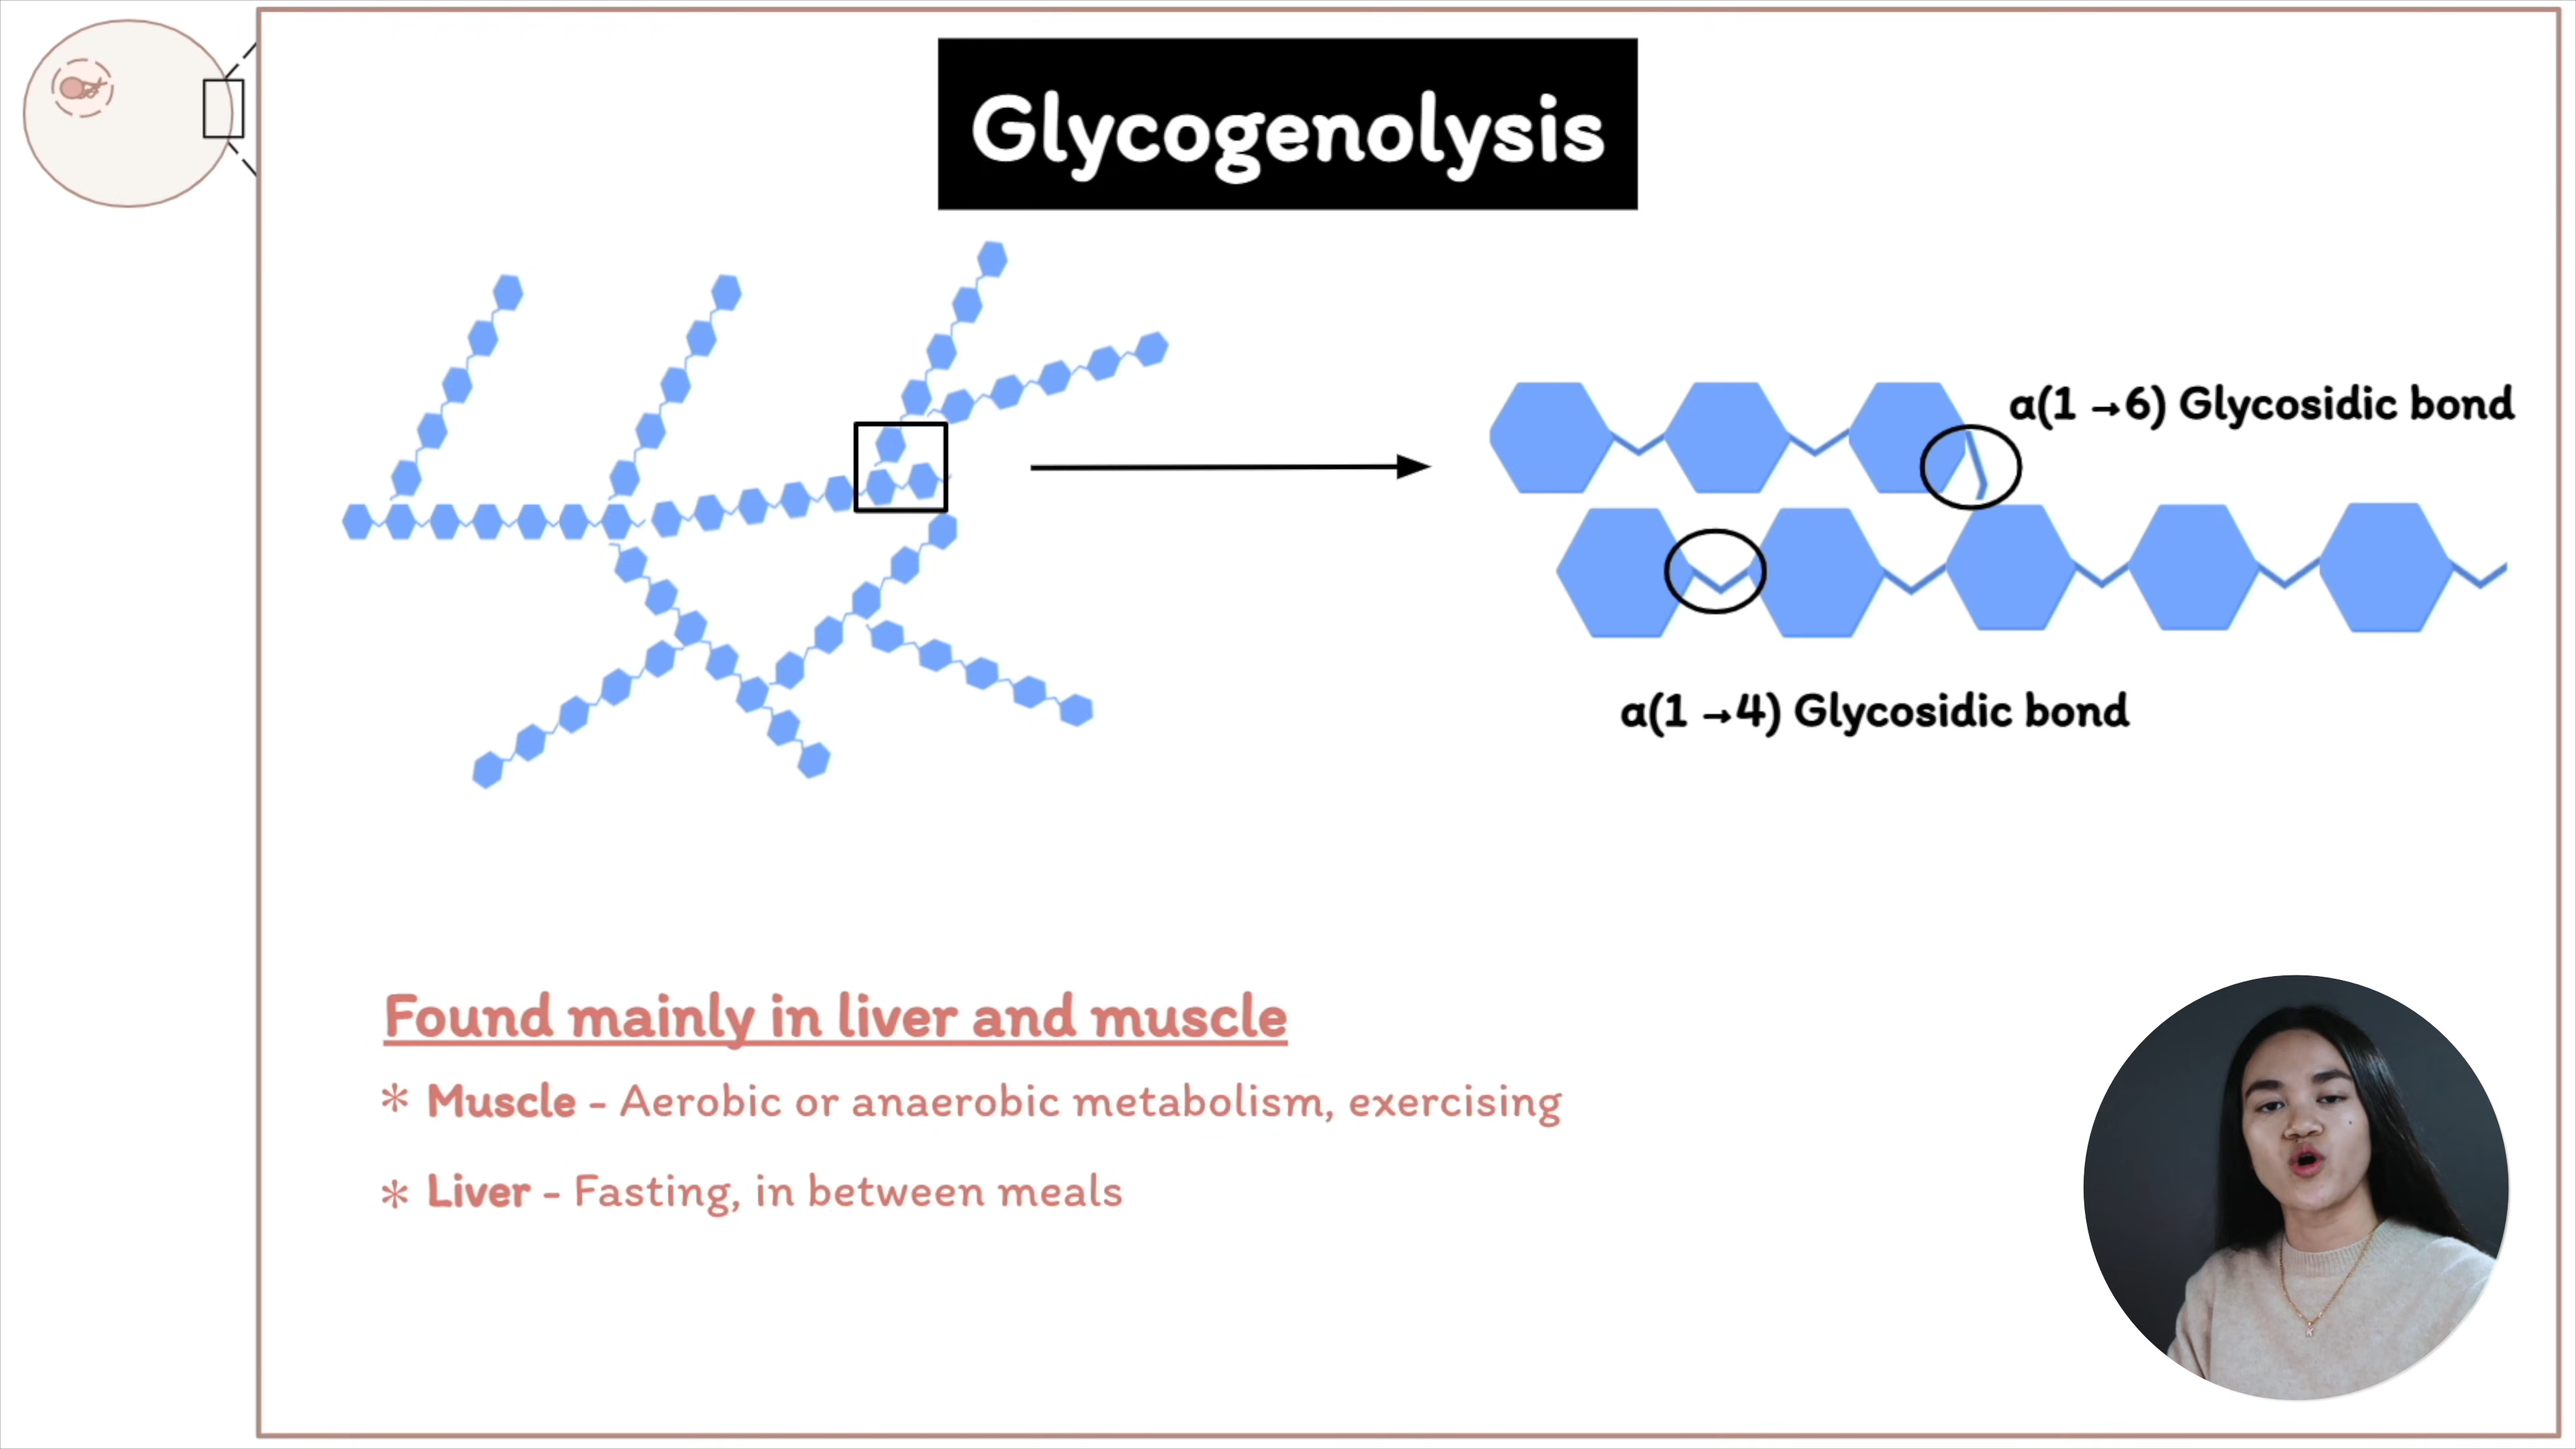 Glycogenolysis
α(1 →6) Glycosidic bond
α(1 →4) Glycosidic bond
Found mainly in liver and muscle
* Muscle - Aerobic or anaerobic metabolism, exercising
* Liver - Fasting, in between meals